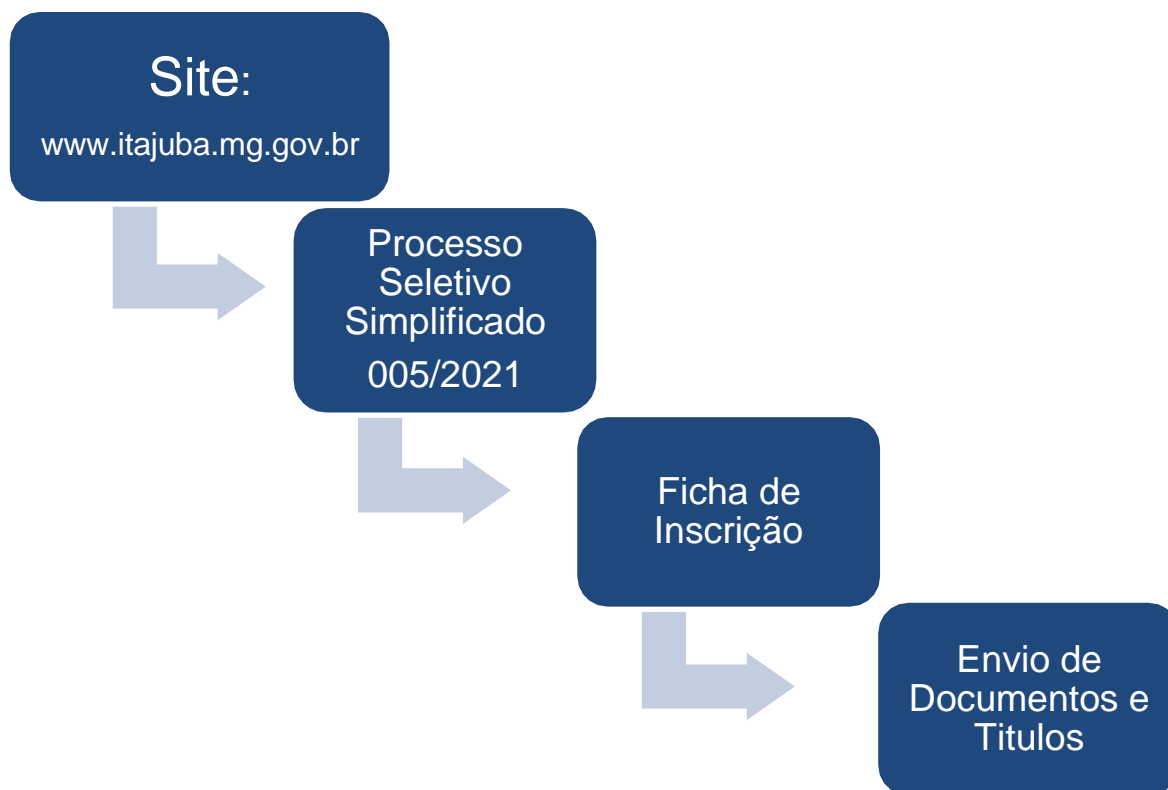 Site:
www.itajuba.mg.gov.br
Processo
Seletivo
Simplificado
005/2021
Ficha de
Inscrição
Envio de
Documentos e
Titulos